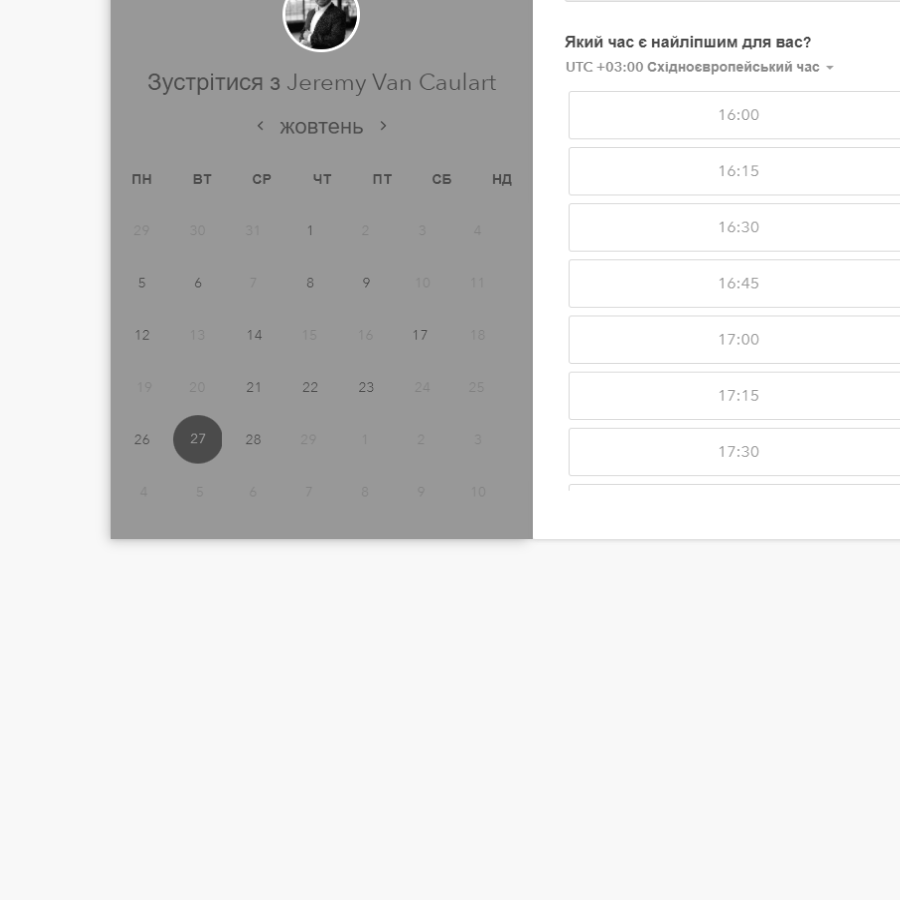 Зустрітися з Jeremy Van Caulart
жовтень
ПН ВТ СР ЧТ ПТ СБ НД
29 30 31 1 2 3 4
5 6 7 8 9 10 11
12 13 14 15 16 17 18
19 20 21 22 23 24 25
26 27 28 29 1 2 3
4 5 6 7 8 9 10
Який час є найліпшим для вас?
UTC +03:00 Східноєвропейський час
16:00
16:15
16:30
16:45
17:00
17:15
17:30